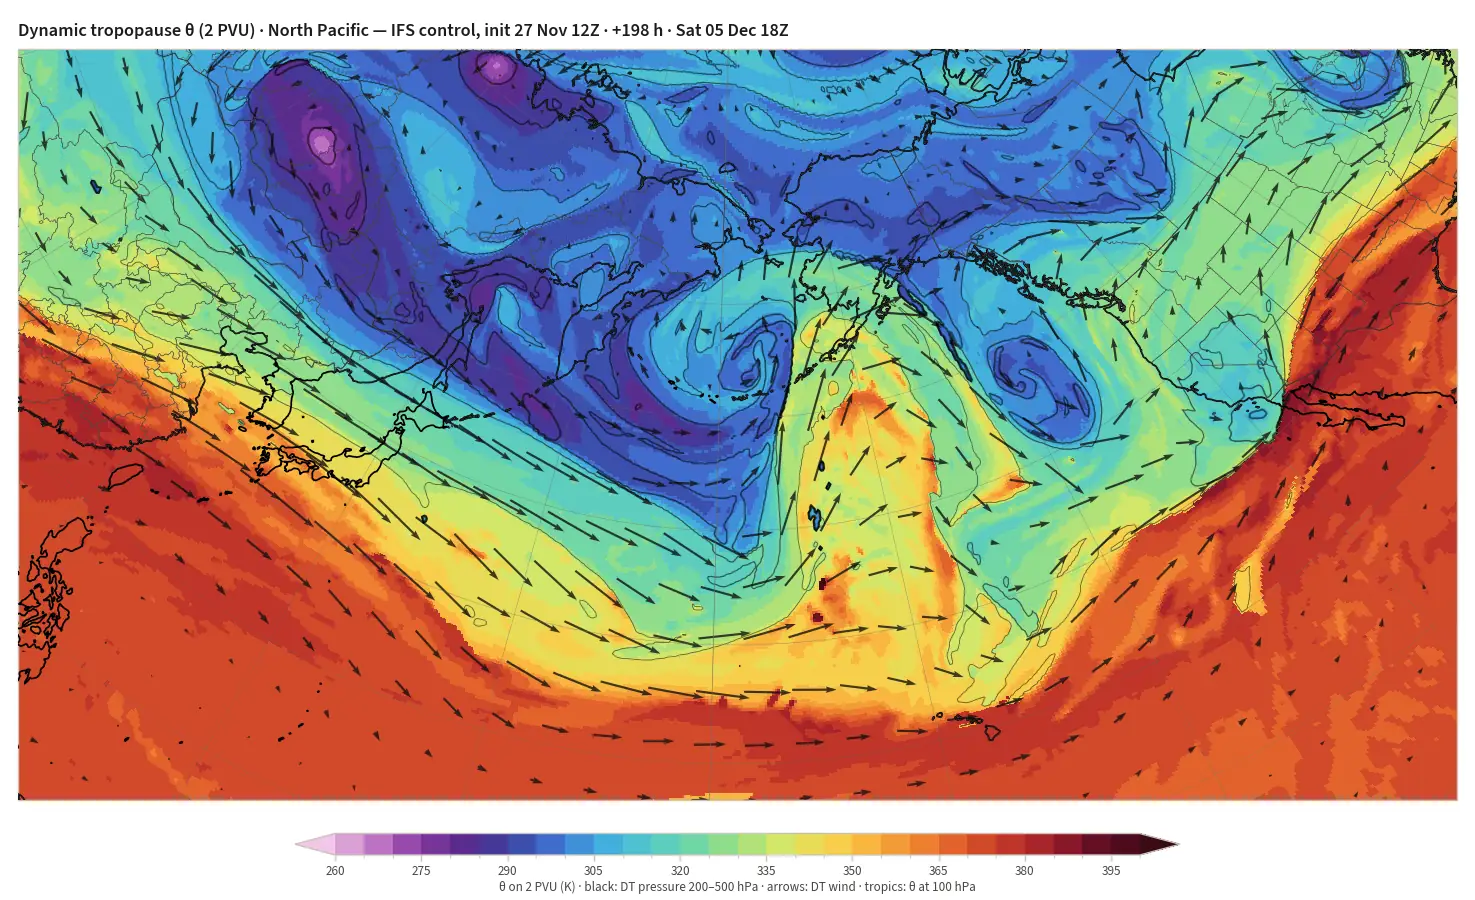 Dynamic tropopause θ (2 PVU) · North Pacific — IFS control, init 27 Nov 12Z · +198 h · Sat 05 Dec 18Z
260 275 290 305 320 335 350 365 380 395
θ on 2 PVU (K) · black: DT pressure 200–500 hPa · arrows: DT wind · tropics: θ at 100 hPa